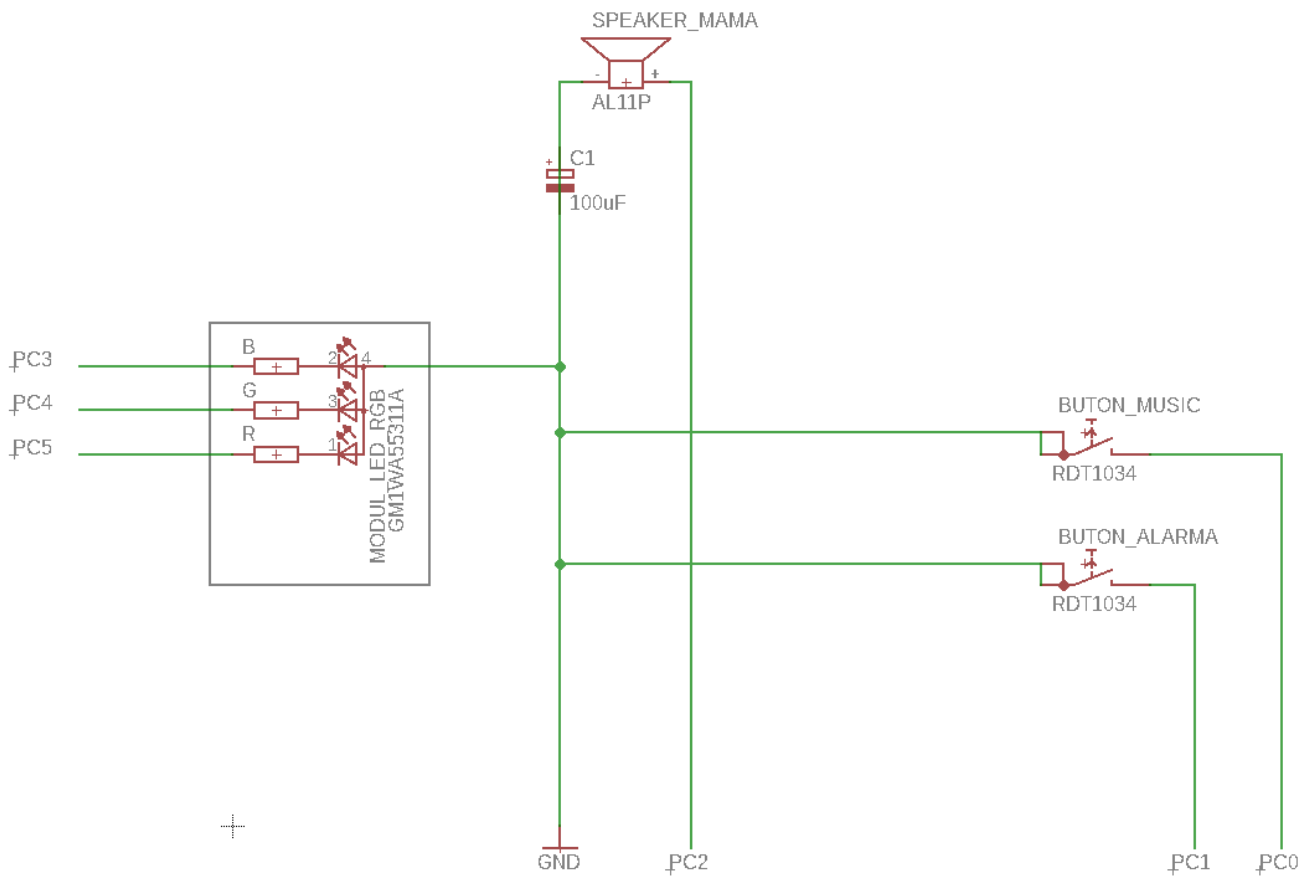 SPEAKER_MAMA
- +
AL11P
+ C1
100uF
PC3
B
2 4
PC4
G
3
PC5
R
1
MODUL_LED_RGB
GM1WA55311A
BUTON_MUSIC
RDT1034
BUTON_ALARMA
RDT1034
GND
PC2
PC1
PC0